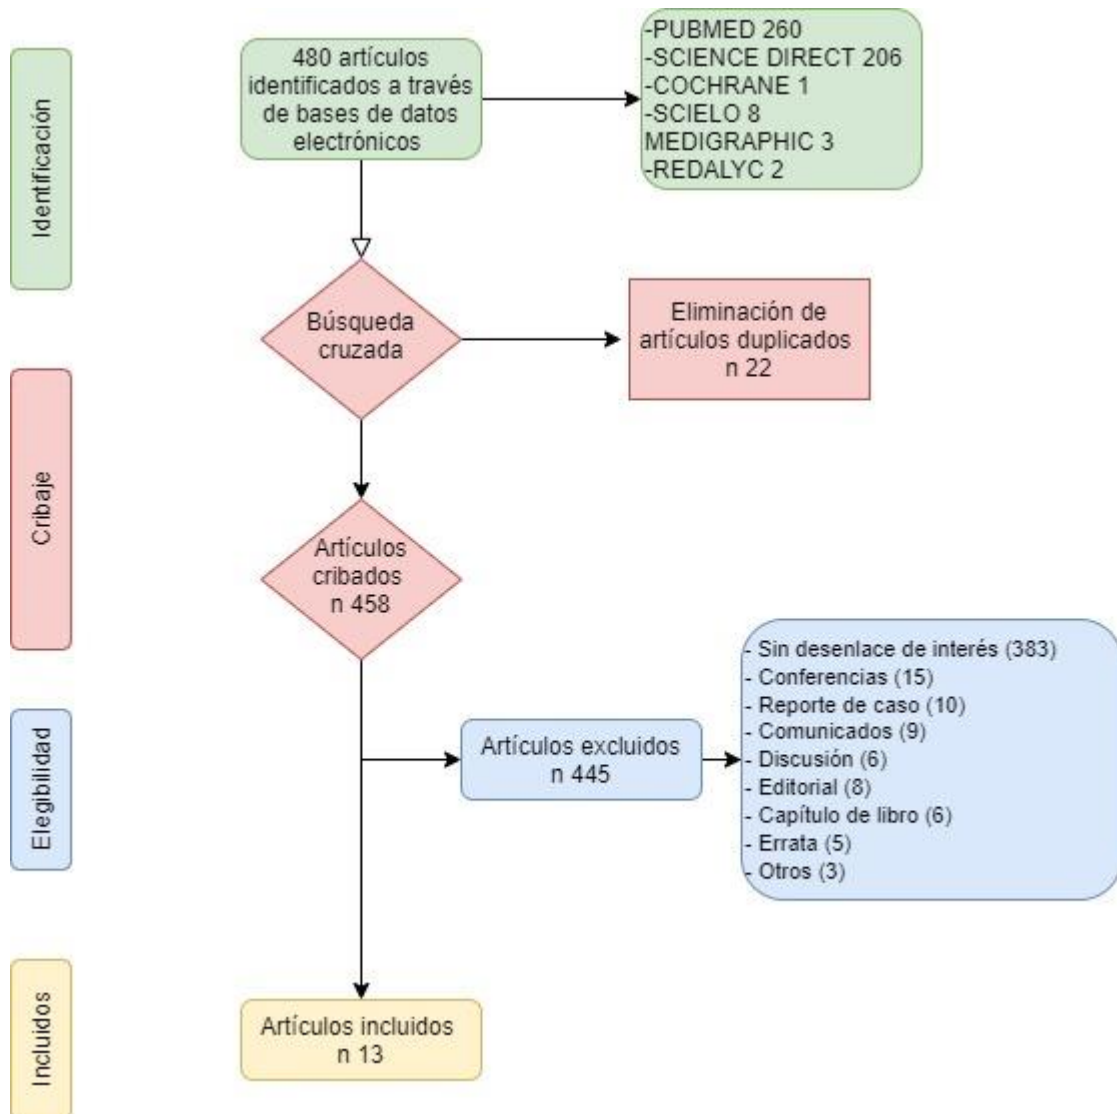 Identificación
480 artículos
identificados a través
de bases de datos
electrónicos
-PUBMED 260
-SCIENCE DIRECT 206
-COCHRANE 1
-SCIELO 8
MEDIGRAPHIC 3
-REDALYC 2
Búsqueda
cruzada
Eliminación de
artículos duplicados
n 22
Cribaje
Artículos
cribados
n 458
Elegibilidad
Artículos excluidos
n 445
- Sin desenlace de interés (383)
- Conferencias (15)
- Reporte de caso (10)
- Comunicados (9)
- Discusión (6)
- Editorial (8)
- Capítulo de libro (6)
- Errata (5)
- Otros (3)
Incluidos
Artículos incluidos
n 13